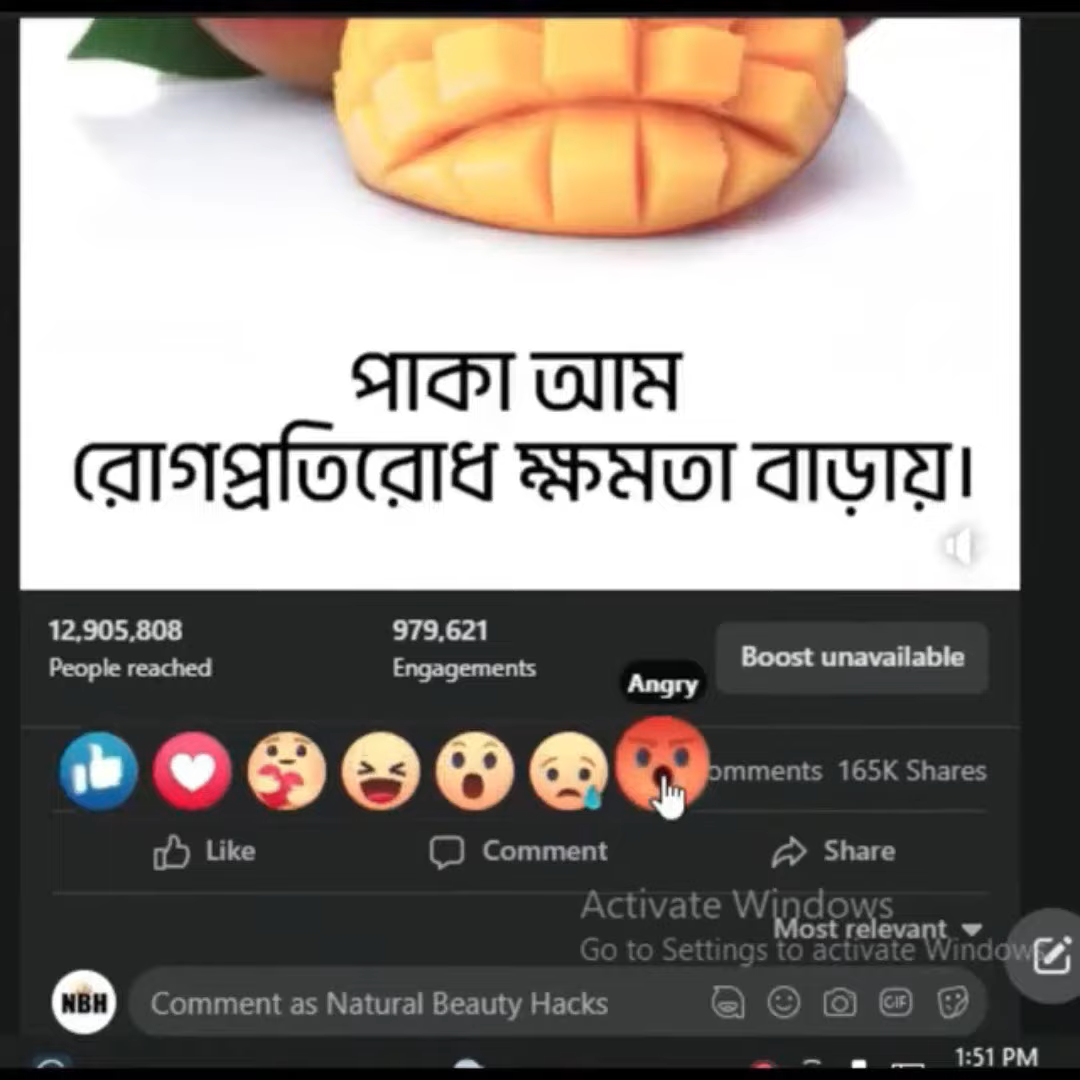 পাকা আম
রোগপ্রতিরোধ ক্ষমতা বাড়ায়।
12,905,808
People reached
979,621
Engagements
Boost unavailable
Angry
165K Shares
Like
Comment
Share
Activate Windows
Most relevant
Go to Settings to activate Windows
NBH
Comment as Natural Beauty Hacks
GIF
1:51 PM